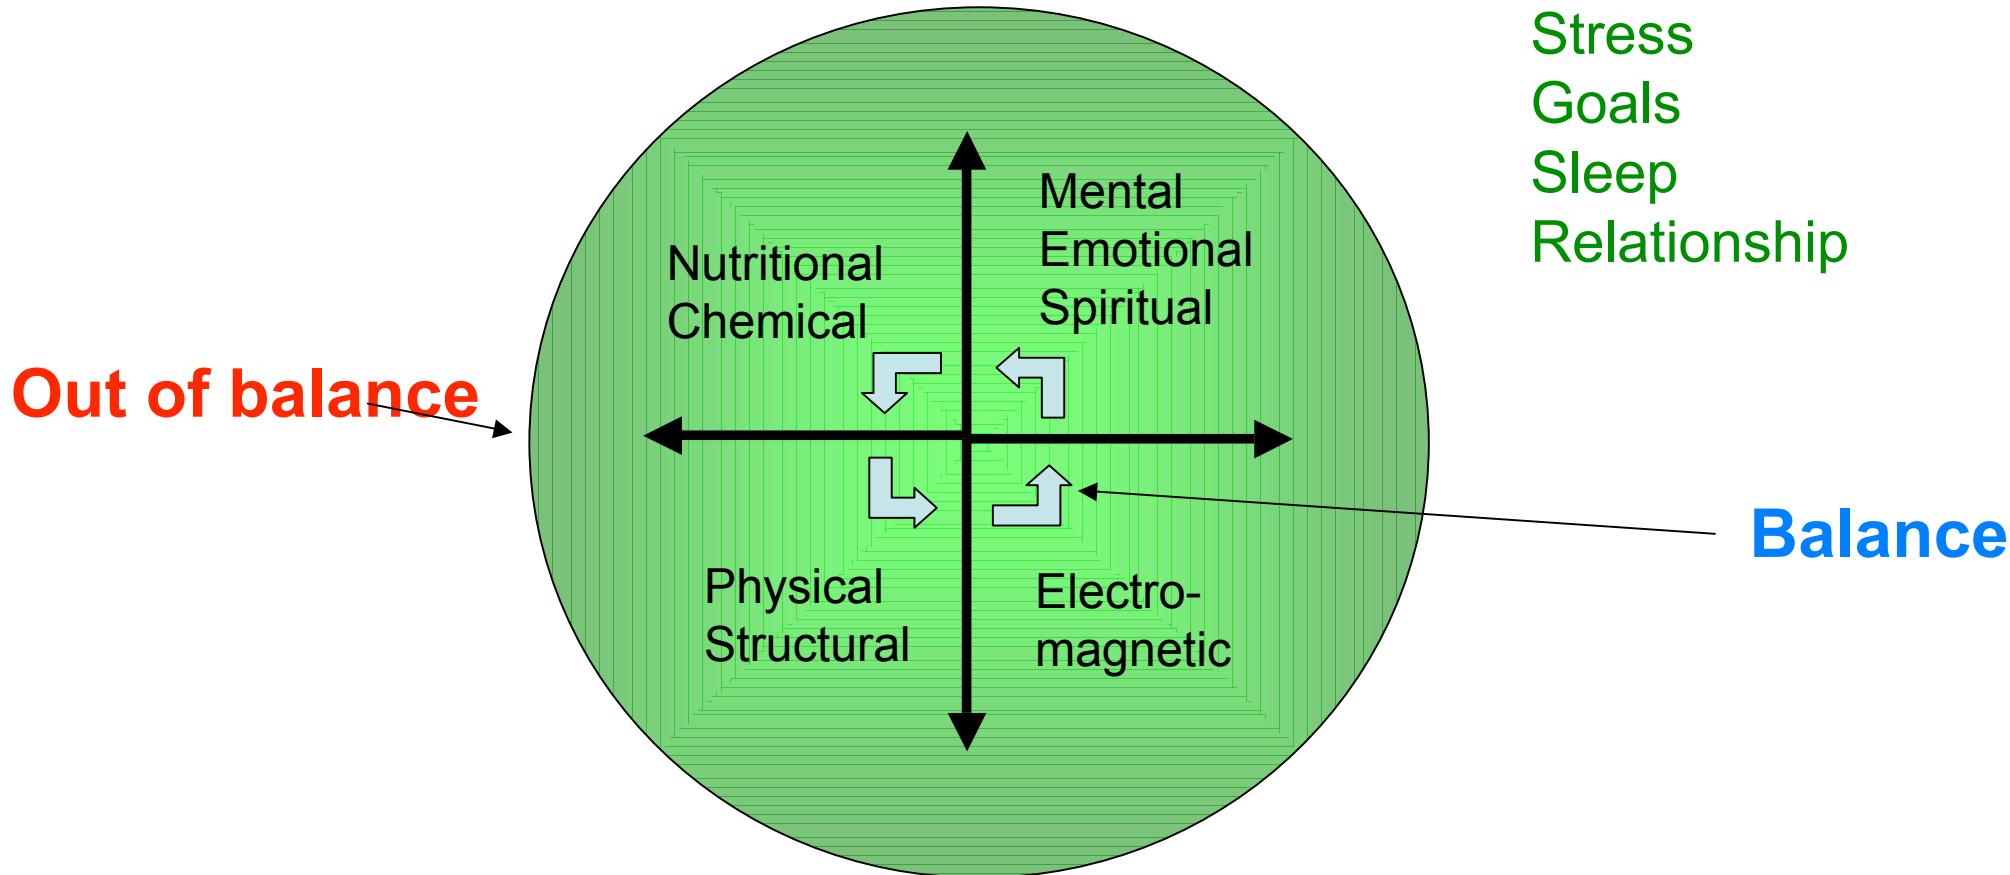 Stress
Goals
Sleep
Relationship
Mental
Emotional
Spiritual
Nutritional
Chemical
Out of balance
Balance
Physical
Structural
Electro-
magnetic